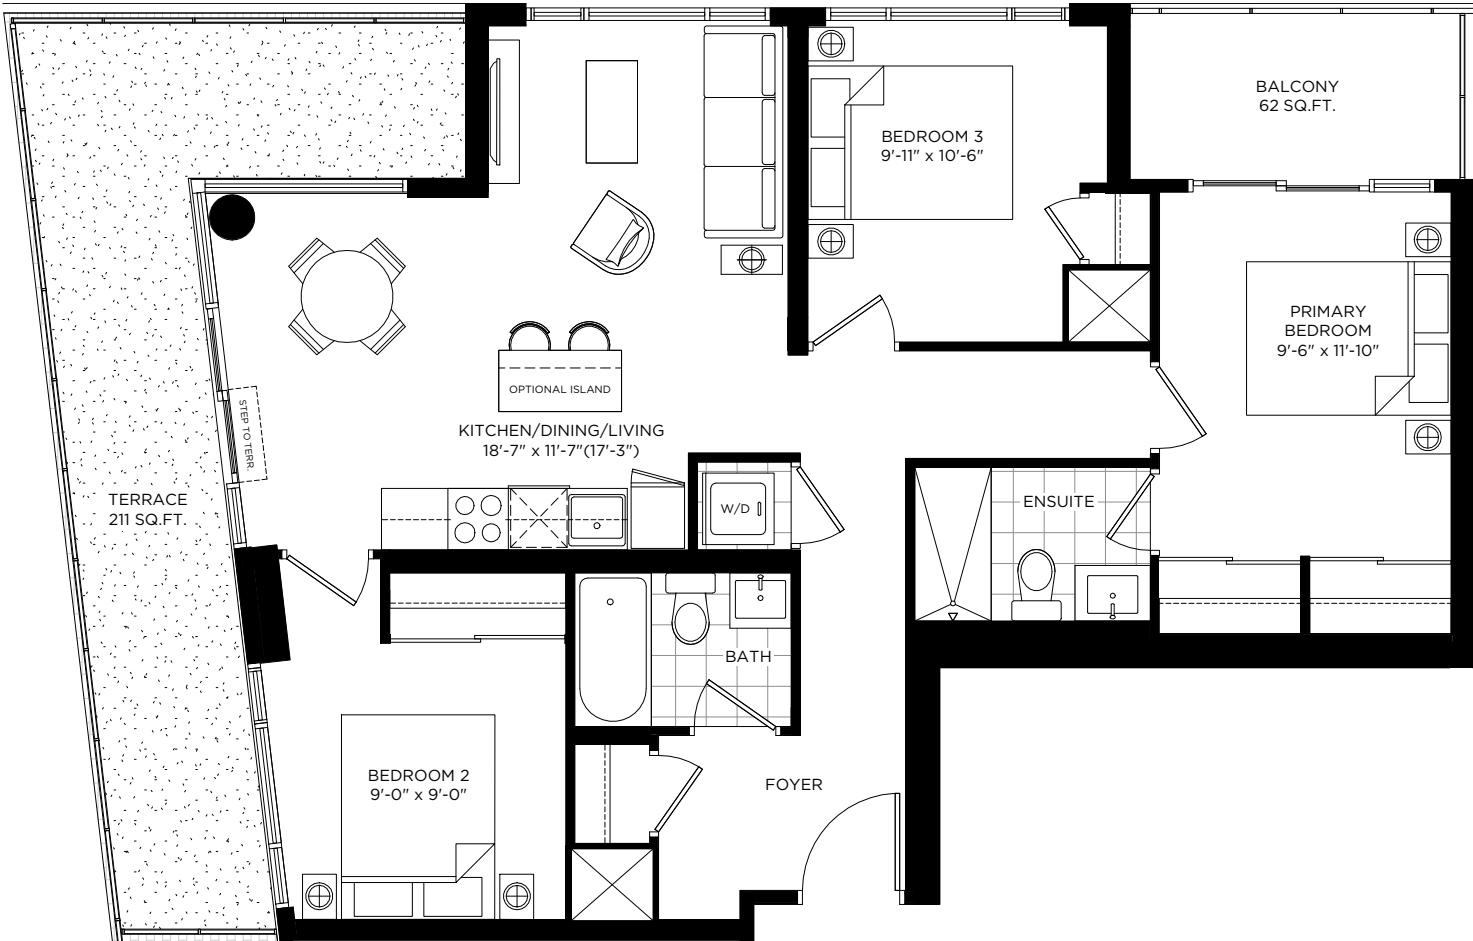 BALCONY
62 SQ.FT.
BEDROOM 3
9'-11" x 10'-6"
PRIMARY
BEDROOM
9'-6" x 11'-10"
OPTIONAL ISLAND
STEP TO TERR.
KITCHEN/DINING/LIVING
18'-7" x 11'-7"(17'-3")
TERRACE
211 SQ.FT.
W/D
ENSUITE
BATH
BEDROOM 2
9'-0" x 9'-0"
FOYER